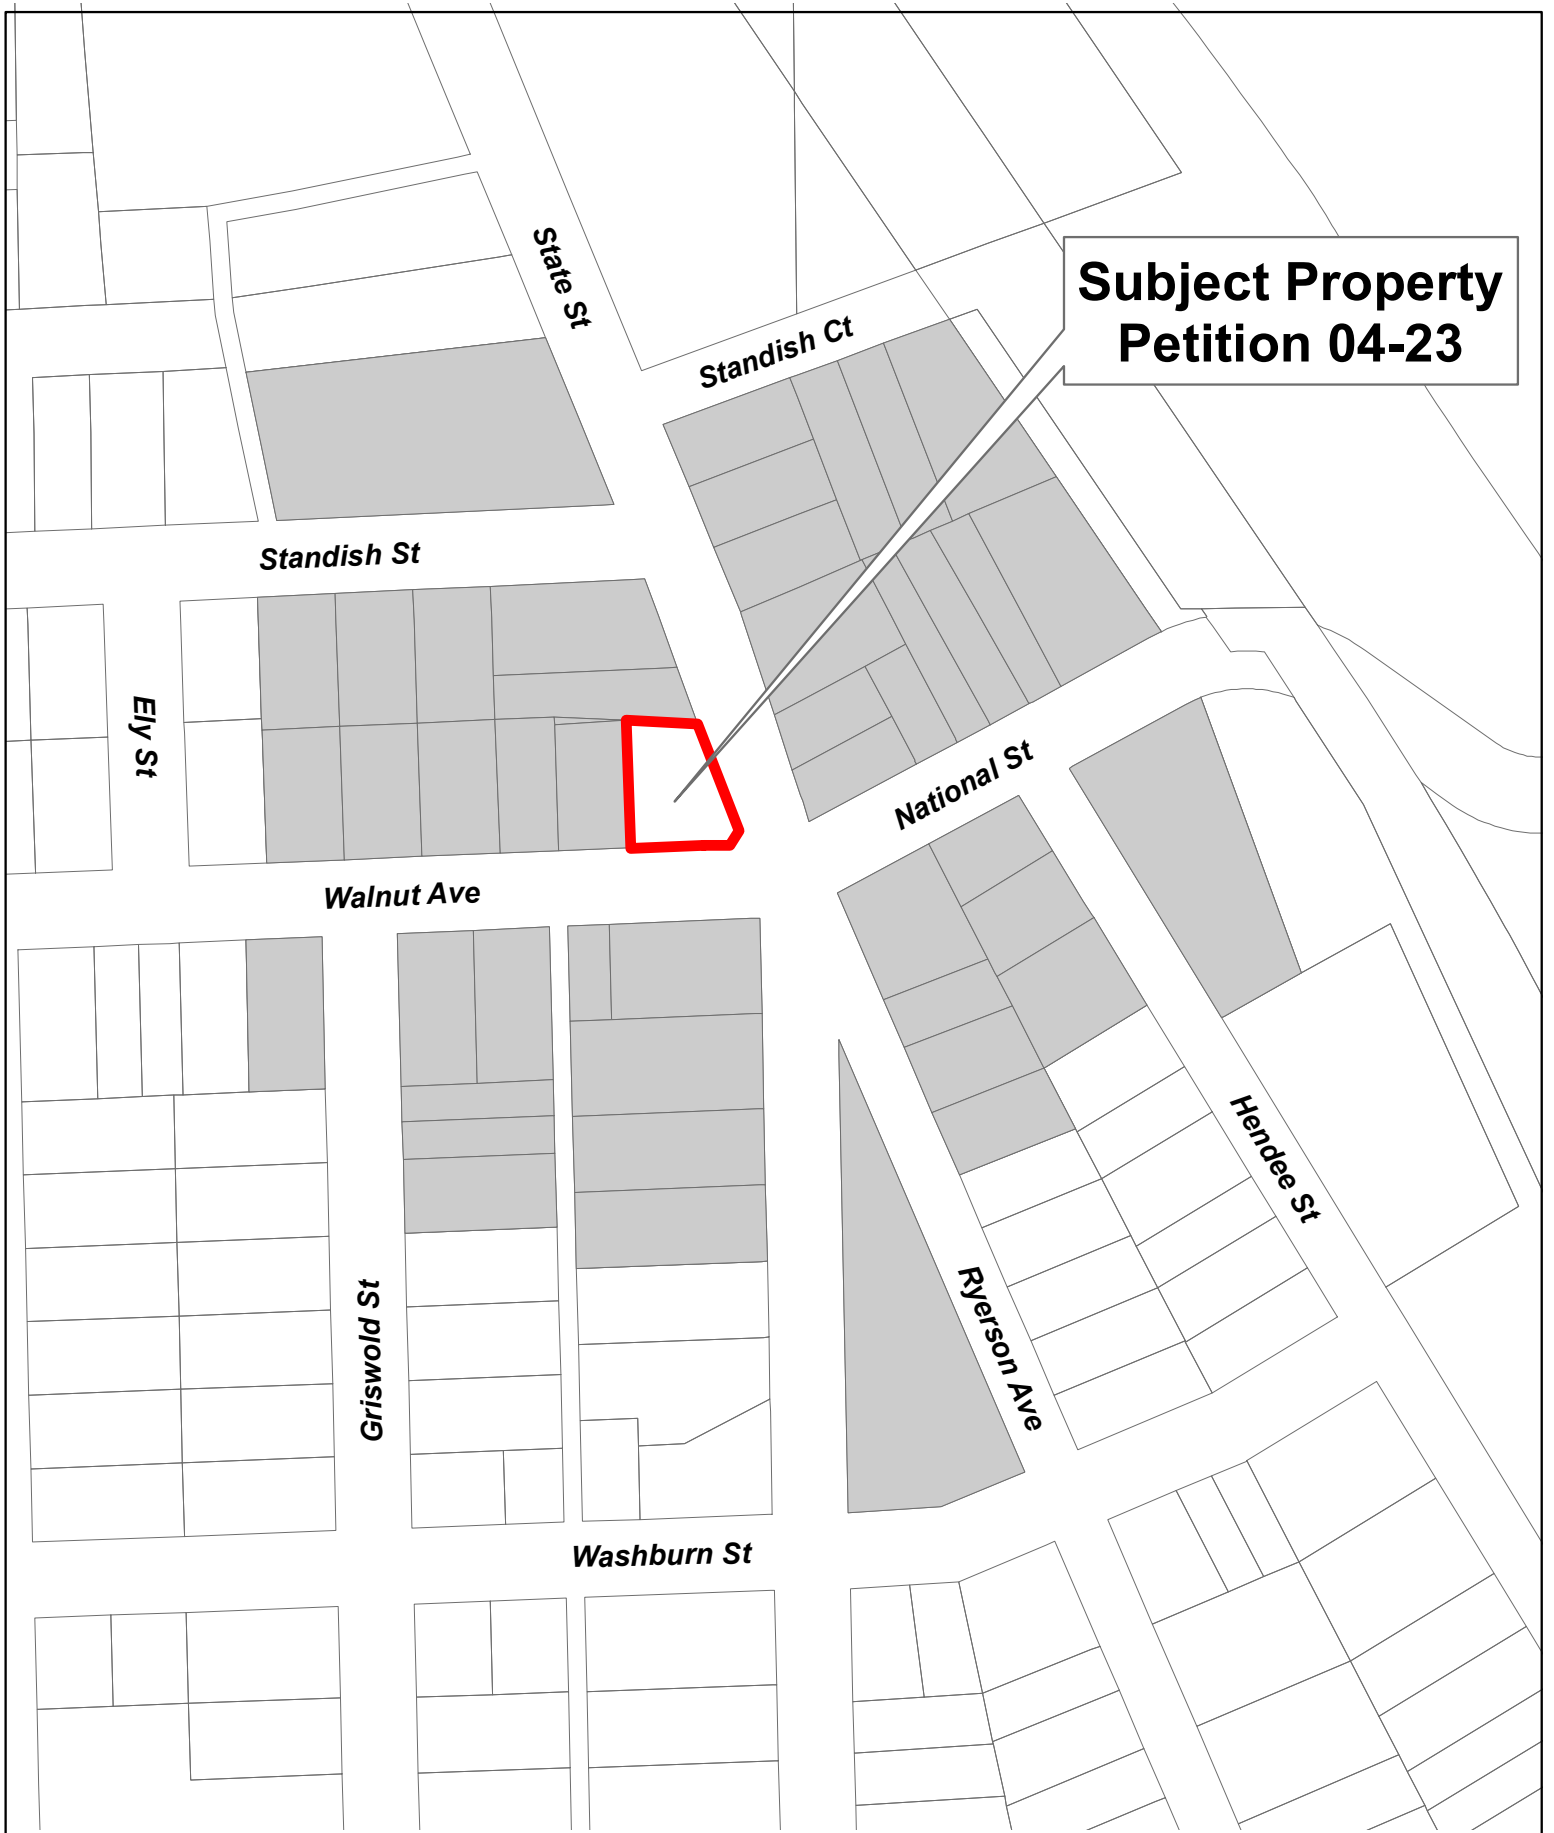 State St
Subject Property
Petition 04-23
Standish Ct
Standish St
Ely St
National St
Walnut Ave
Hendee St
Ryerson Ave
Griswold St
Washburn St